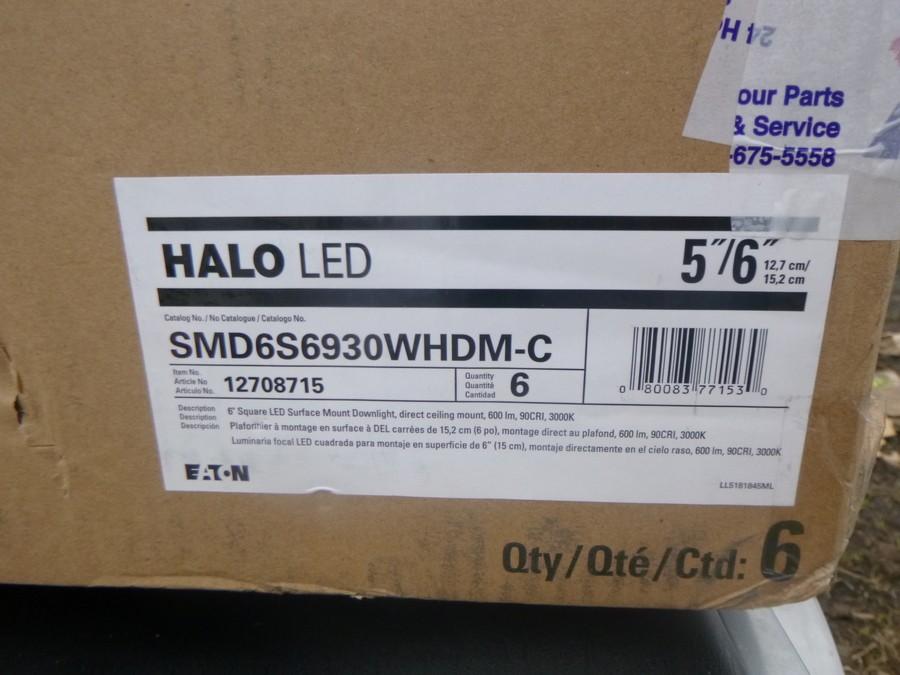 PH 1
24
our Parts
& Service
-675-5558
HALO LED
5"/6" 12,7 cm/
15,2 cm
Catalog No. / No Catalogue / Catalogo No.
SMD6S6930WHDM-C
Item No.
Article No
Articulo No.
12708715
Quantity
Quantité
Cantidad
6
0 80083 77153 0
Description 6" Square LED Surface Mount Downlight, direct ceiling mount, 600 lm, 90CRI, 3000K
Description Plafonnier à montage en surface à DEL carrées de 15,2 cm (6 po), montage direct au plafond, 600 lm, 90CRI, 3000K
Descripción Luminaria focal LED cuadrada para montaje en superficie de 6" (15 cm), montaje directamente en el cielo raso, 600 lm, 90CRI, 3000K
EATON
LL5181845ML
Qty/Qté/Ctd: 6